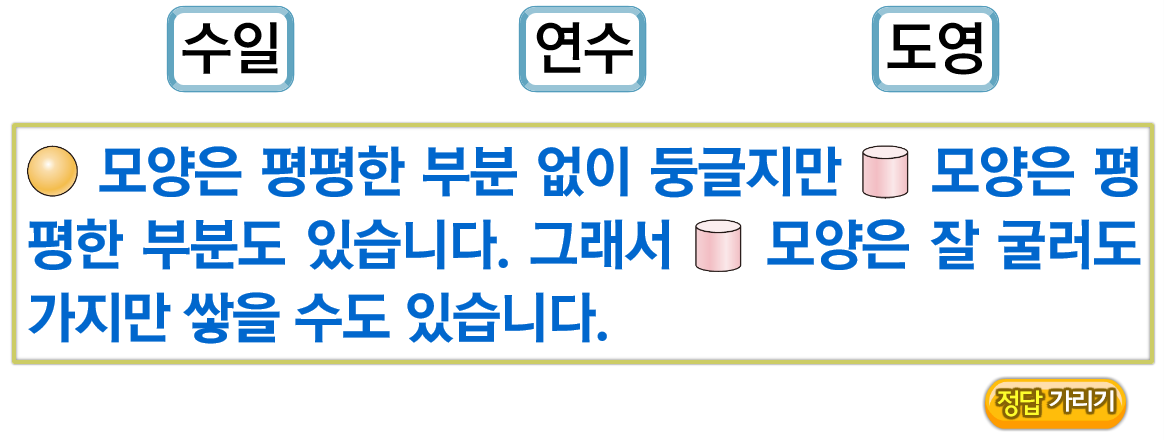 수일 연수 도영
모양은 평평한 부분 없이 둥글지만 모양은 평
평한 부분도 있습니다. 그래서 모양은 잘 굴러도
가지만 쌓을 수도 있습니다.
정답 가리기